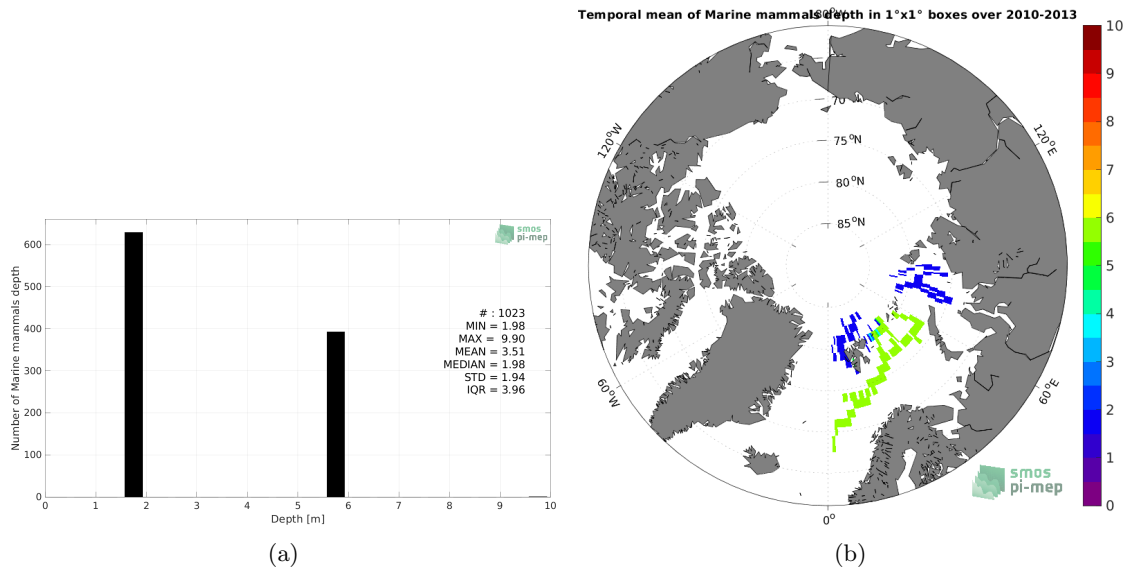 Temporal mean of Marine mammals depth in 1°x1° boxes over 2010-2013
180°W
Number of Marine mammals depth
600
500
400
300
200
100
0
smos
pi-mep
# : 1023
MIN = 1.98
MAX = 9.90
MEAN = 3.51
MEDIAN = 1.98
STD = 1.94
IQR = 3.96
0 1 2 3 4 5 6 7 8 9 10
Depth [m]
(a)
120°W
60°W
70°N
75°N
80°N
85°N
120°E
60°E
0°
smos
pi-mep
10
9
8
7
6
5
4
3
2
1
0
(b)